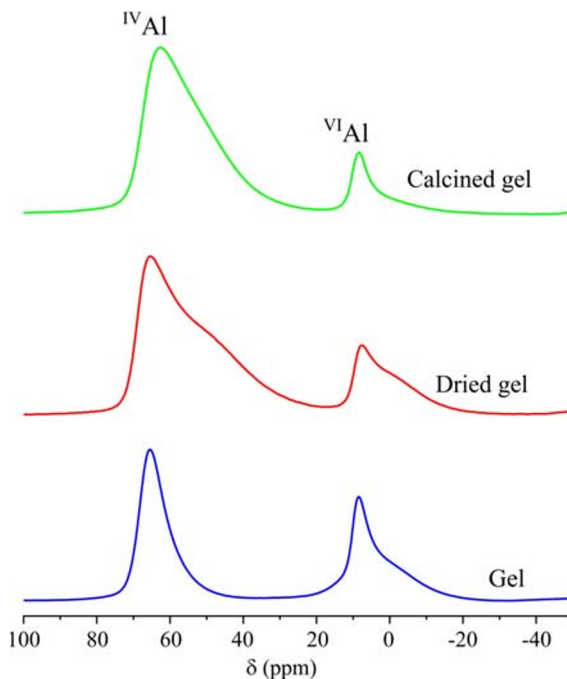 IVAl
VIAl
Calcined gel
Dried gel
Gel
100 80 60 40 20 0 -20 -40
δ (ppm)